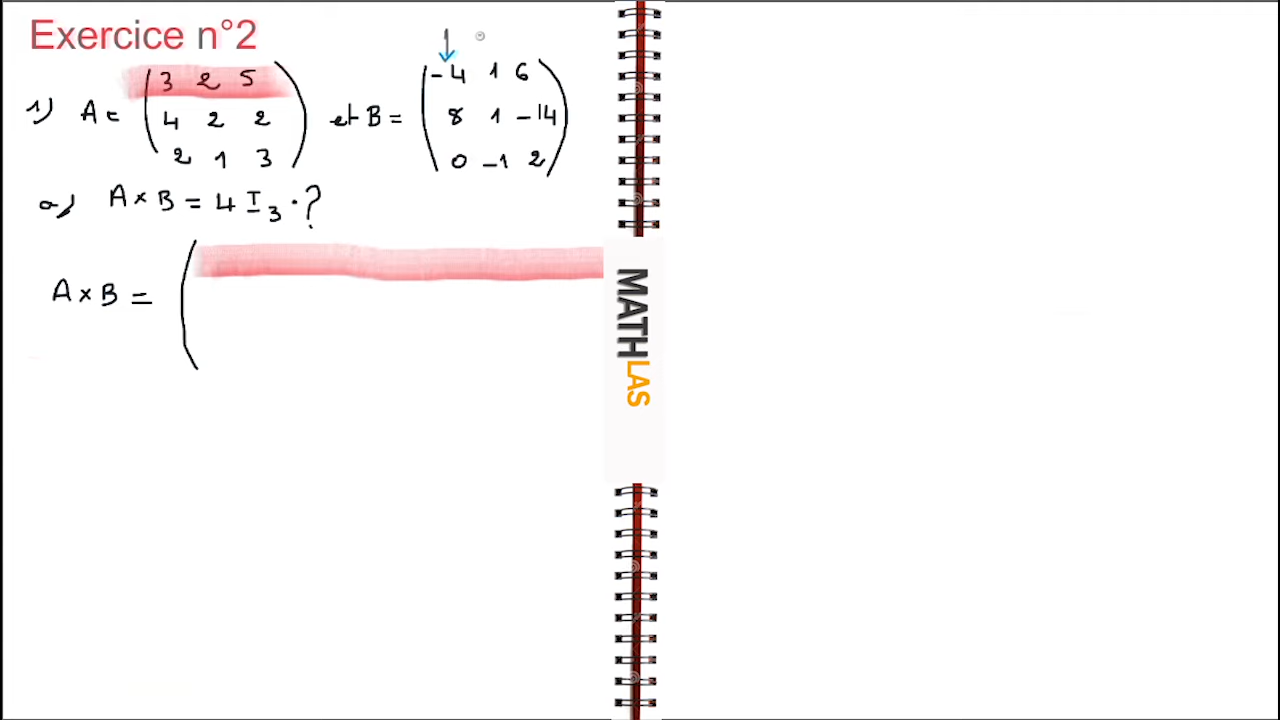 Exercice n°2
1) A = ( 3 2 5 ) et B = ( -4 1 6 )
( 4 2 2 ) ( 8 1 -14 )
( 2 1 3 ) ( 0 -1 2 )
a) A × B = 4 I₃ . ?
A × B = (
MATHLAS